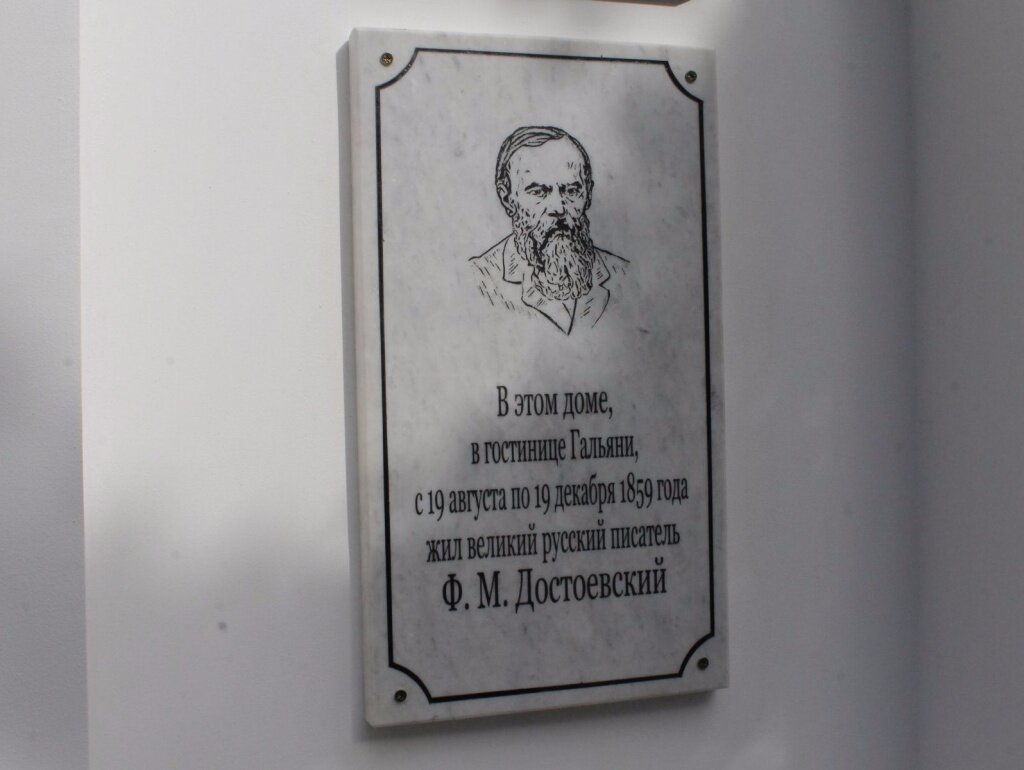 В этом доме,
в гостинице Гальяни,
с 19 августа по 19 декабря 1859 года
жил великий русский писатель
Ф. М. Достоевский